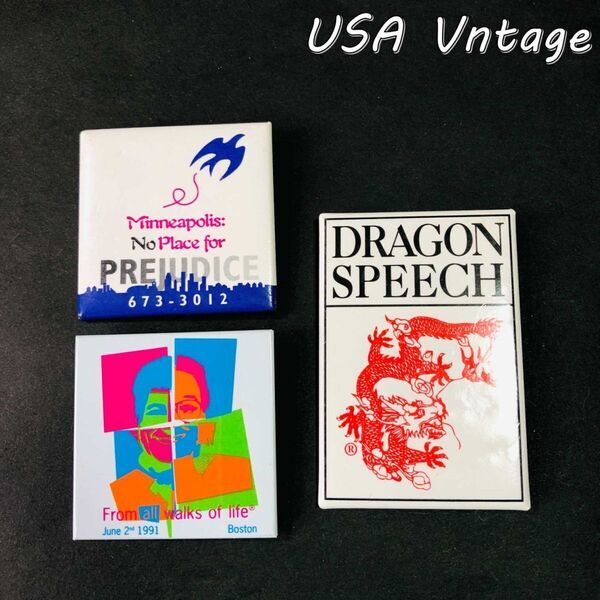 USA Vntage
Minneapolis:
No Place for
PREJUDICE
673-3012
DRAGON
SPEECH
®
From all walks of life®
June 2nd 1991 Boston